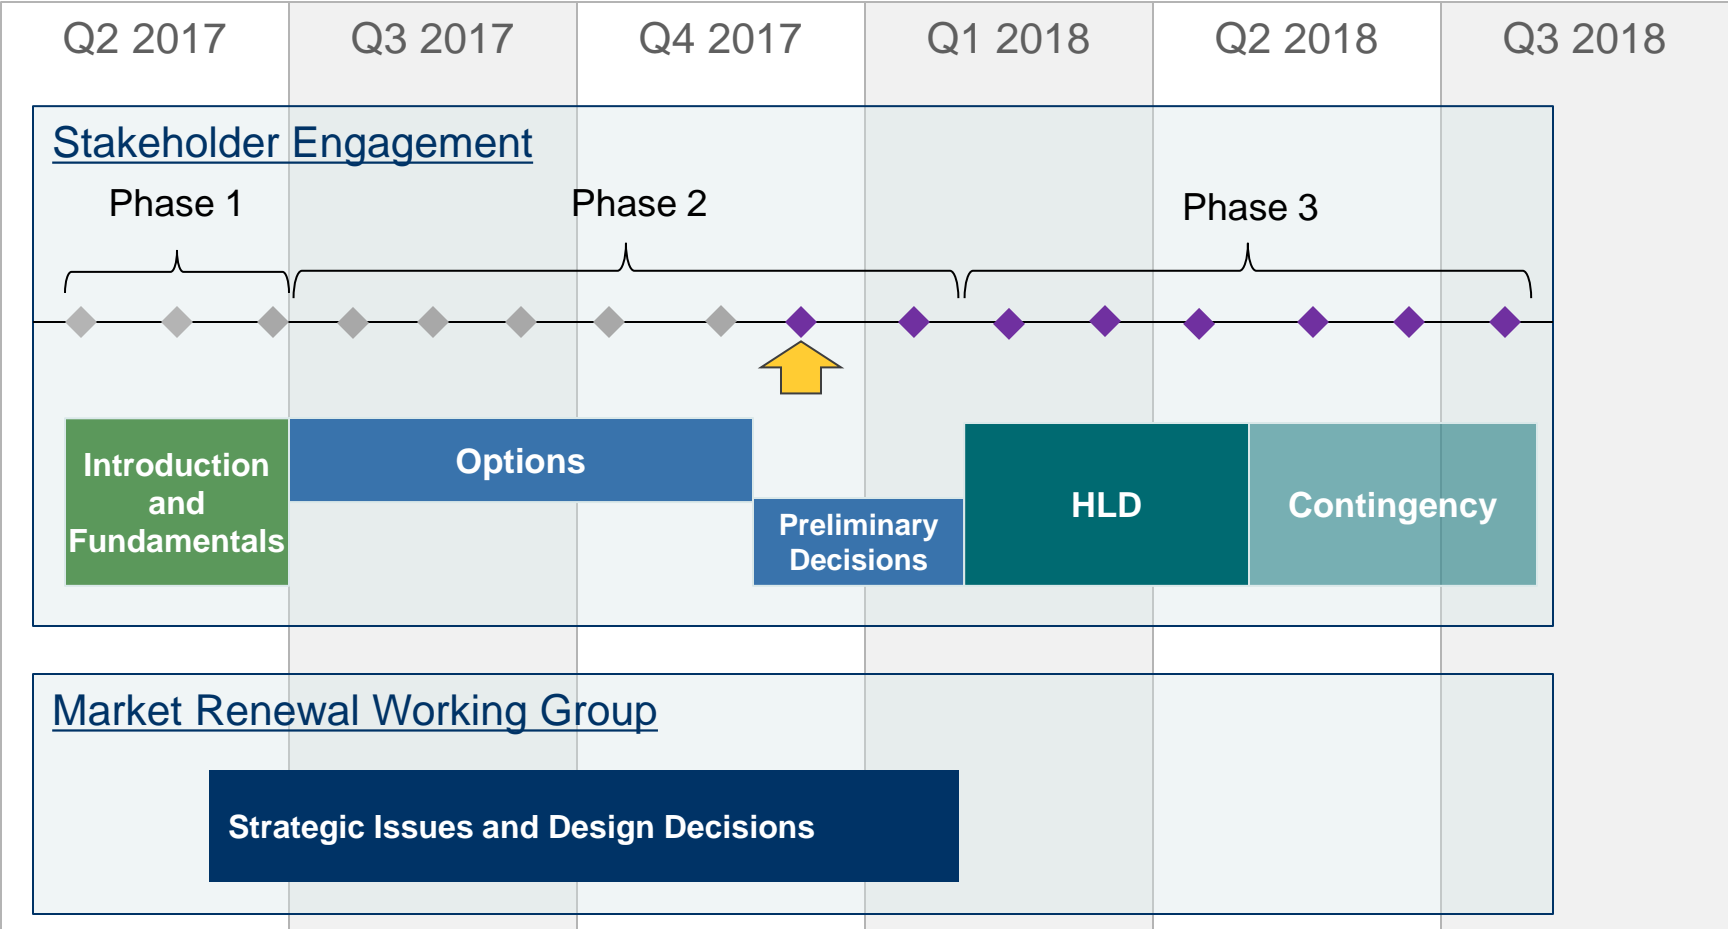 Q2 2017
Q3 2017
Q4 2017
Q1 2018
Q2 2018
Q3 2018
Stakeholder Engagement
Phase 1
Phase 2
Phase 3
Introduction
and
Fundamentals
Options
Preliminary
Decisions
HLD
Contingency
Market Renewal Working Group
Strategic Issues and Design Decisions